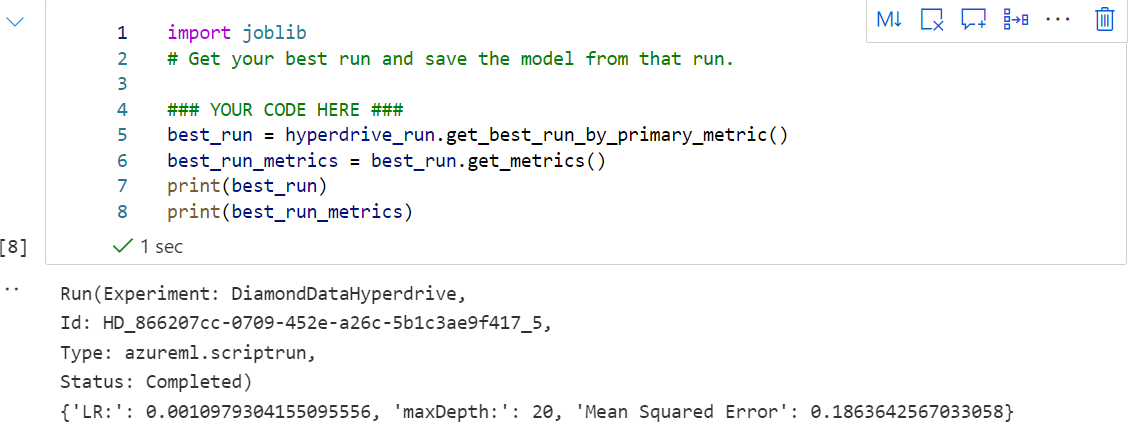 M↓
1 import joblib
2 # Get your best run and save the model from that run.
3
4 ### YOUR CODE HERE ###
5 best_run = hyperdrive_run.get_best_run_by_primary_metric()
6 best_run_metrics = best_run.get_metrics()
7 print(best_run)
8 print(best_run_metrics)
[8]
1 sec
Run(Experiment: DiamondDataHyperdrive,
Id: HD_866207cc-0709-452e-a26c-5b1c3ae9f417_5,
Type: azureml.scriptrun,
Status: Completed)
{'LR:': 0.0010979304155095556, 'maxDepth:': 20, 'Mean Squared Error': 0.1863642567033058}